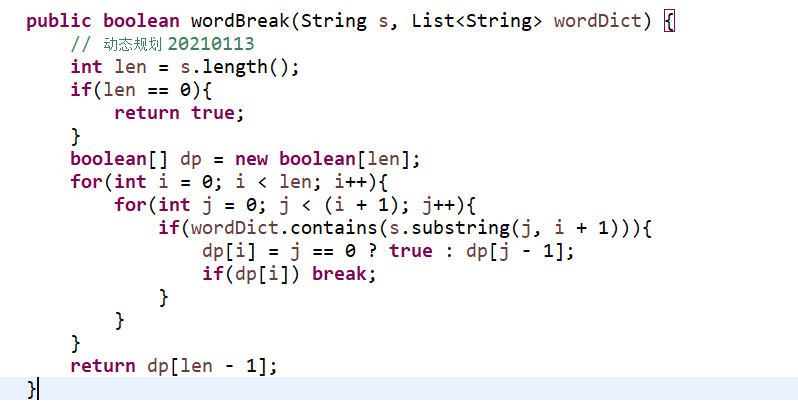 public boolean wordBreak(String s, List<String> wordDict) {
    // 动态规划 20210113
    int len = s.length();
    if(len == 0){
        return true;
    }
    boolean[] dp = new boolean[len];
    for(int i = 0; i < len; i++){
        for(int j = 0; j < (i + 1); j++){
            if(wordDict.contains(s.substring(j, i + 1))){
                dp[i] = j == 0 ? true : dp[j - 1];
                if(dp[i]) break;
            }
        }
    }
    return dp[len - 1];
}